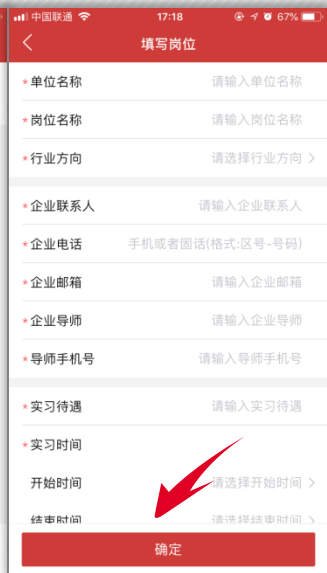 中国联通 17:18 67%
填写岗位
*单位名称 请输入单位名称
*岗位名称 请输入岗位名称
*行业方向 请选择行业方向
*企业联系人 请输入企业联系人
*企业电话 手机或者固话(格式:区号-号码)
*企业邮箱 请输入企业邮箱
*企业导师 请输入企业导师
*导师手机号 请输入导师手机号
*实习待遇 请输入实习待遇
*实习时间
开始时间 请选择开始时间
结束时间 请选择结束时间
确定